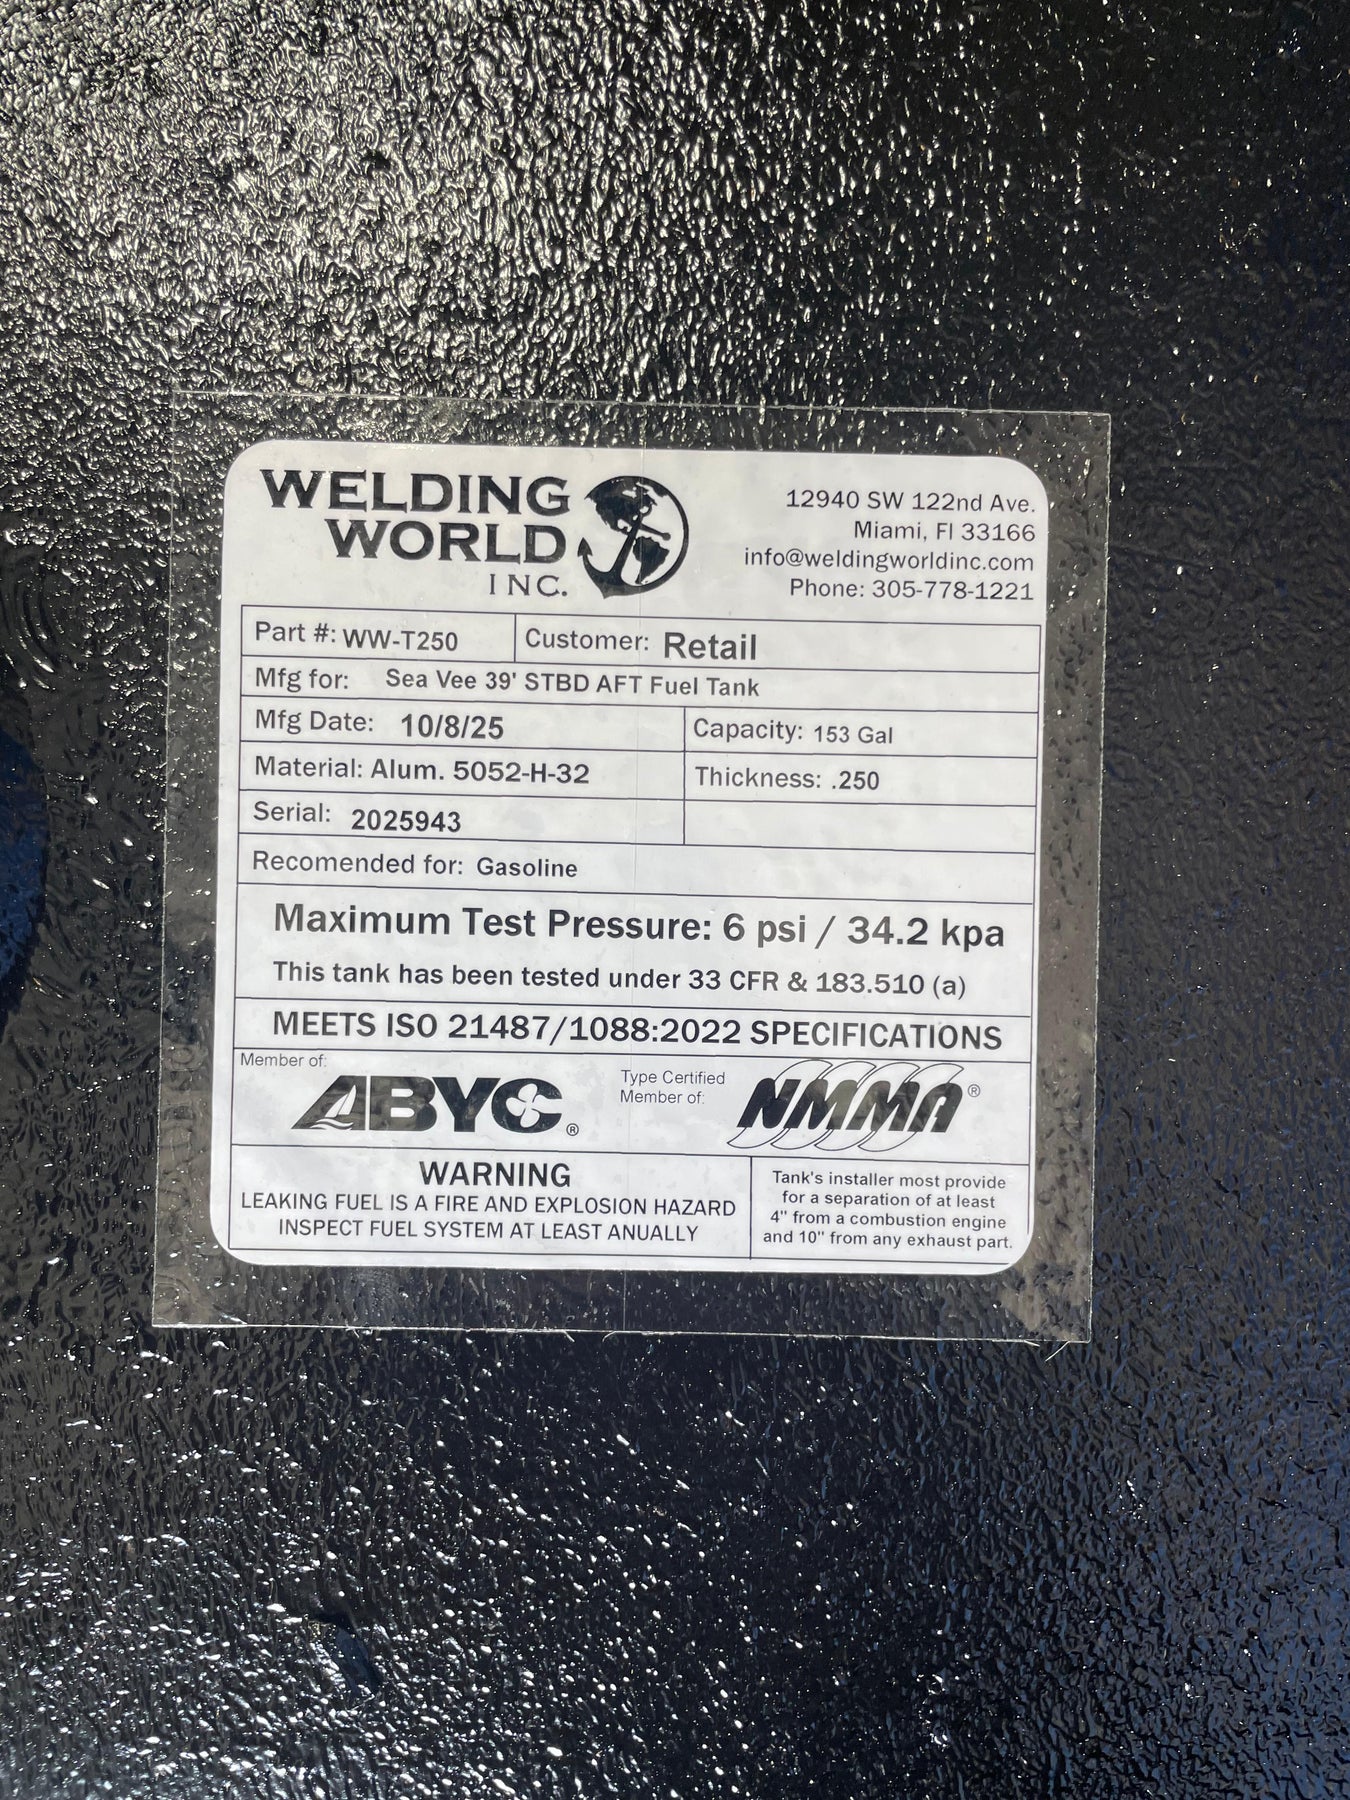 WELDING
WORLD
INC.
12940 SW 122nd Ave.
Miami, Fl 33166
info@weldingworldinc.com
Phone: 305-778-1221
Part #: WW-T250
Customer: Retail
Mfg for: Sea Vee 39' STBD AFT Fuel Tank
Mfg Date: 10/8/25
Capacity: 153 Gal
Material: Alum. 5052-H-32
Thickness: .250
Serial: 2025943
Recomended for: Gasoline
Maximum Test Pressure: 6 psi / 34.2 kpa
This tank has been tested under 33 CFR & 183.510 (a)
MEETS ISO 21487/1088:2022 SPECIFICATIONS
Member of:
ABYC®
Type Certified
Member of:
NMMA®
WARNING
LEAKING FUEL IS A FIRE AND EXPLOSION HAZARD
INSPECT FUEL SYSTEM AT LEAST ANUALLY
Tank's installer most provide
for a separation of at least
4" from a combustion engine
and 10" from any exhaust part.